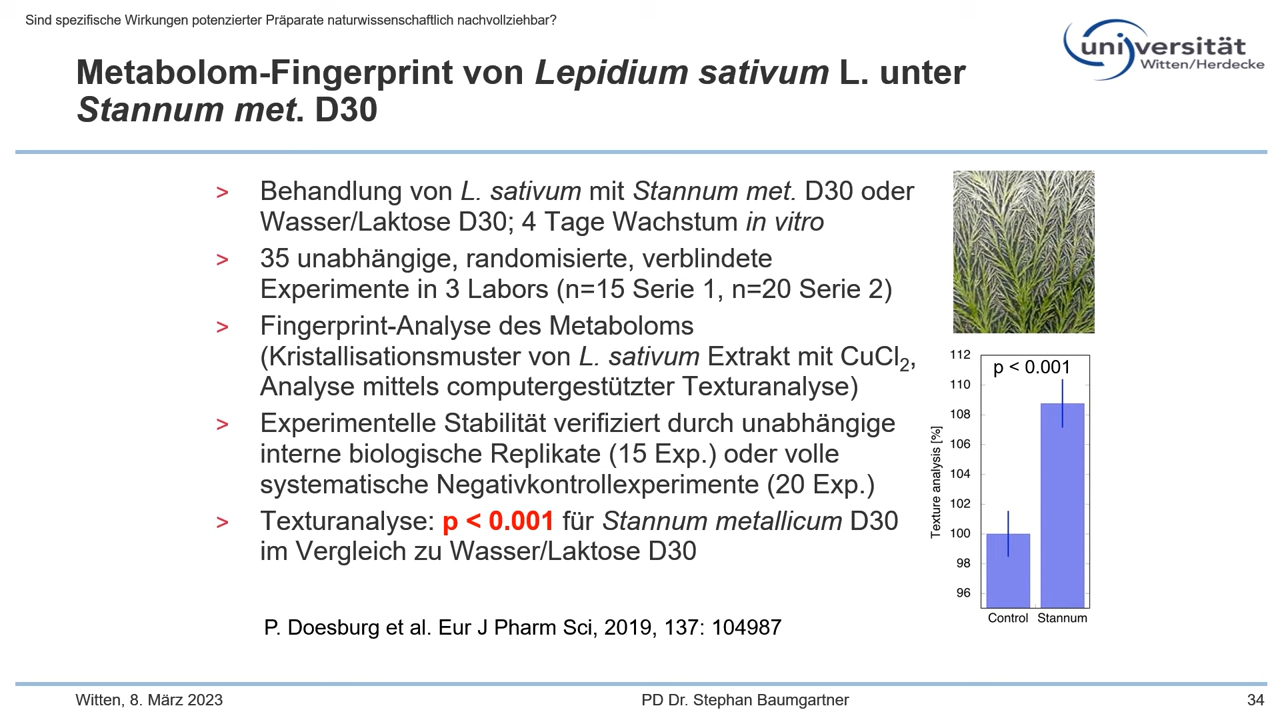 Sind spezifische Wirkungen potenzierter Präparate naturwissenschaftlich nachvollziehbar?
universität
Witten/Herdecke
Metabolom-Fingerprint von Lepidium sativum L. unter
Stannum met. D30
> Behandlung von L. sativum mit Stannum met. D30 oder
Wasser/Laktose D30; 4 Tage Wachstum in vitro
> 35 unabhängige, randomisierte, verblindete
Experimente in 3 Labors (n=15 Serie 1, n=20 Serie 2)
> Fingerprint-Analyse des Metaboloms
(Kristallisationsmuster von L. sativum Extrakt mit CuCl₂,
Analyse mittels computergestützter Texturanalyse)
> Experimentelle Stabilität verifiziert durch unabhängige
interne biologische Replikate (15 Exp.) oder volle
systematische Negativkontrollexperimente (20 Exp.)
> Texturanalyse: p < 0.001 für Stannum metallicum D30
im Vergleich zu Wasser/Laktose D30
P. Doesburg et al. Eur J Pharm Sci, 2019, 137: 104987
p < 0.001
Texture analysis [%]
112
110
108
106
104
102
100
98
96
Control Stannum
Witten, 8. März 2023
PD Dr. Stephan Baumgartner
34